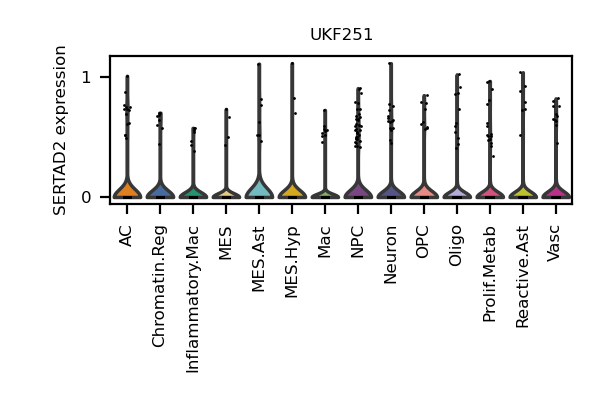 UKF251
SERTAD2 expression
1
0
AC
Chromatin.Reg
Inflammatory.Mac
MES
MES.Ast
MES.Hyp
Mac
NPC
Neuron
OPC
Oligo
Prolif.Metab
Reactive.Ast
Vasc